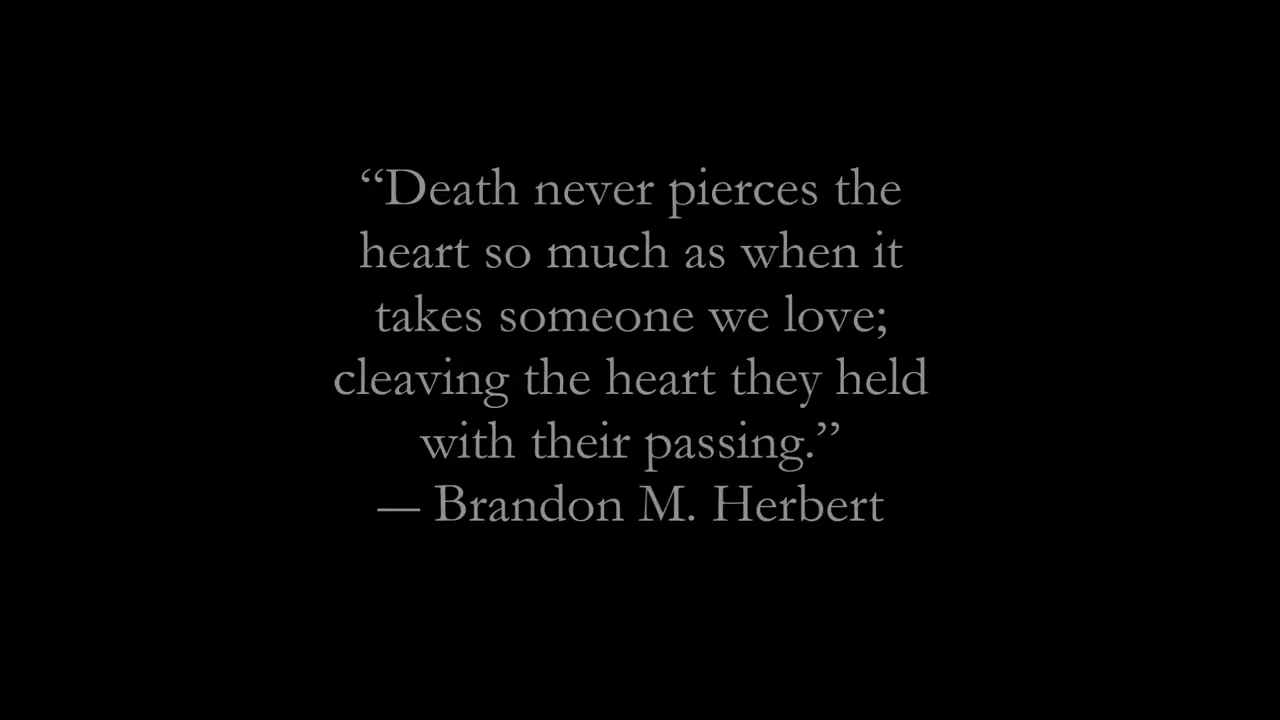 “Death never pierces the
heart so much as when it
takes someone we love;
cleaving the heart they held
with their passing.”
— Brandon M. Herbert